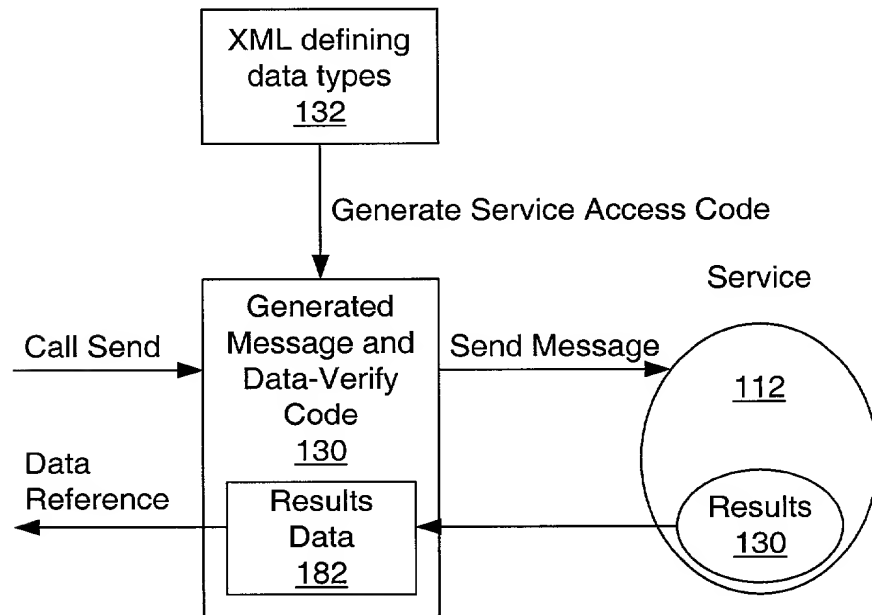 XML defining
data types
132
Generate Service Access Code
Service
Generated
Message and
Data-Verify
Code
130
Call Send
Send Message
112
Data
Reference
Results
Data
182
Results
130